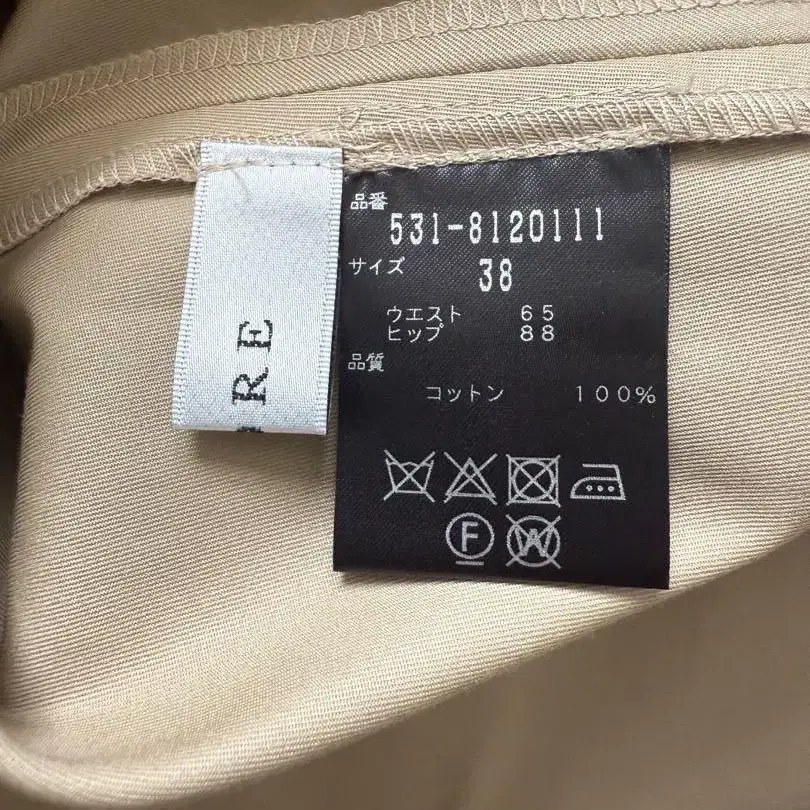 RE
品番
531-8120111
サイズ
38
ウエスト 65
ヒップ 88
品質
コットン 100%
F
W